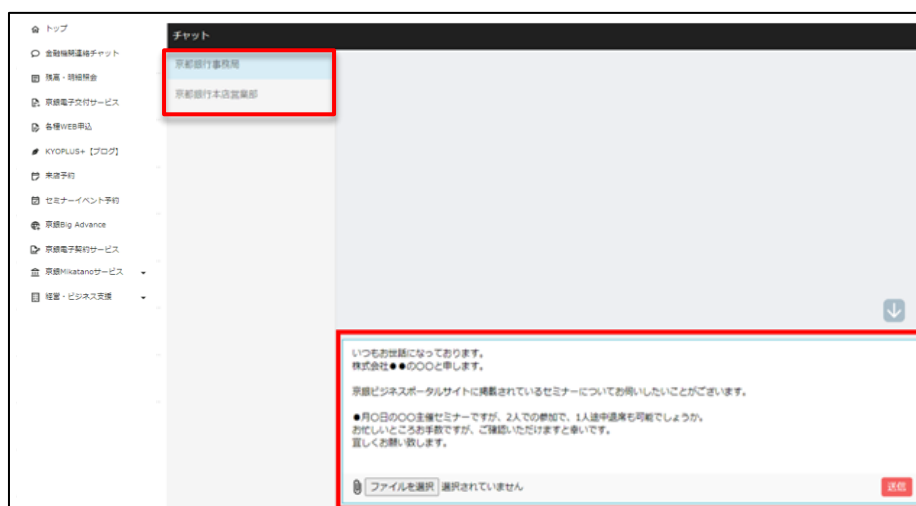 トップ
金融機関連絡チャット
残高・明細照会
京銀電子交付サービス
各種WEB申込
KYOPLUS+【ブログ】
来店予約
セミナーイベント予約
京銀Big Advance
京銀電子契約サービス
京銀Mikatanoサービス
経営・ビジネス支援
チャット
京都銀行事務局
京都銀行本店営業部
いつもお世話になっております。
株式会社●●の〇〇と申します。
京銀ビジネスポータルサイトに掲載されているセミナーについてお伺いしたいことがございます。
●月〇日の〇〇主催セミナーですが、2人での参加で、1人途中退席も可能でしょうか。
お忙しいところお手数ですが、ご確認いただけますと幸いです。
宜しくお願い致します。
ファイルを選択 選択されていません
送信